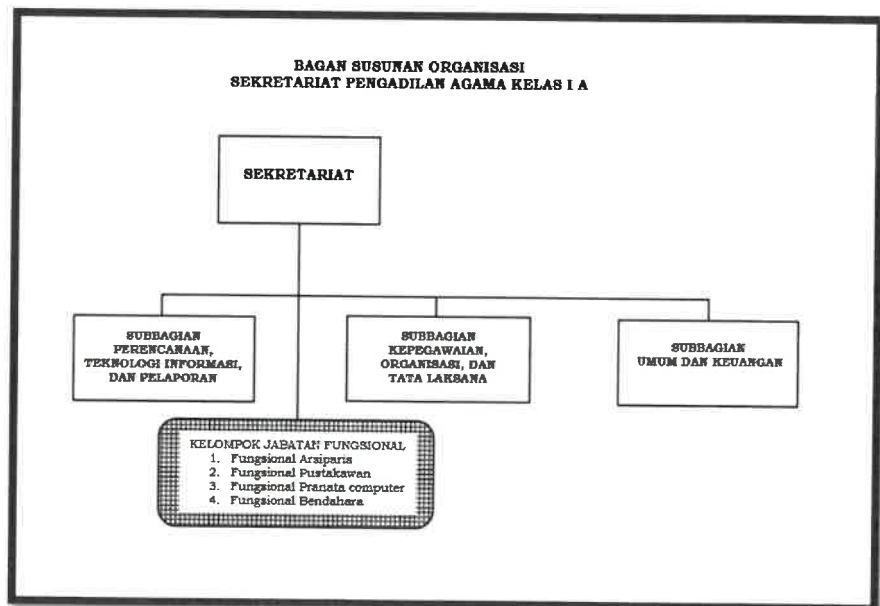 BAGAN SUSUNAN ORGANISASI
SEKRETARIAT PENGADILAN AGAMA KELAS I A
SEKRETARIAT
SUBBAGIAN
PERENCANAAN,
TEKNOLOGI INFORMASI,
DAN PELAPORAN
SUBBAGIAN
KEPEGAWAIAN,
ORGANISASI, DAN
TATA LAKSANA
SUBBAGIAN
UMUM DAN KEUANGAN
KELOMPOK JABATAN FUNGSIONAL
1. Fungsional Arsiparis
2. Fungsional Pustakawan
3. Fungsional Pranata computer
4. Fungsional Bendahara